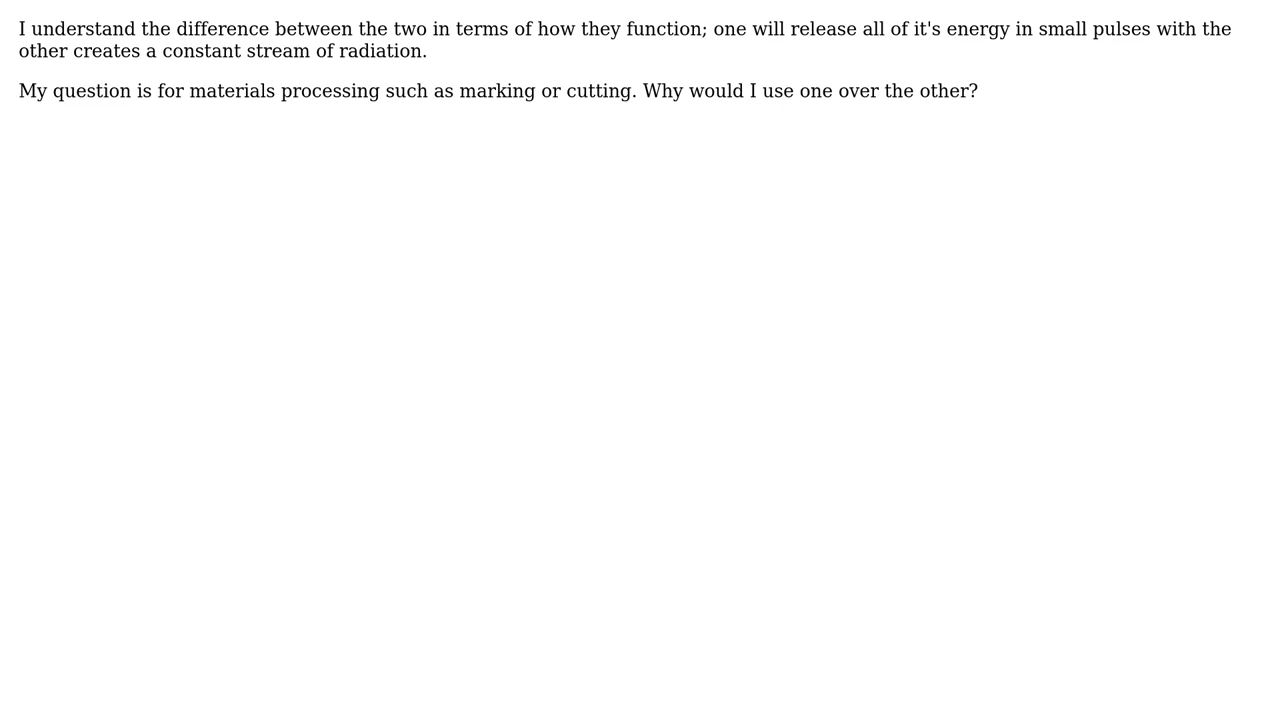 I understand the difference between the two in terms of how they function; one will release all of it's energy in small pulses with the
other creates a constant stream of radiation.
My question is for materials processing such as marking or cutting. Why would I use one over the other?